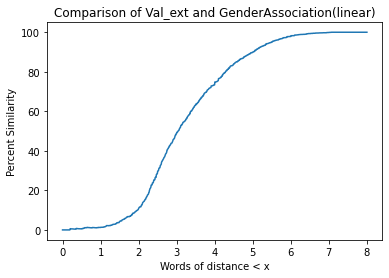 Comparison of Val_ext and GenderAssociation(linear)
100
80
60
40
20
0
Percent Similarity
0 1 2 3 4 5 6 7 8
Words of distance < x